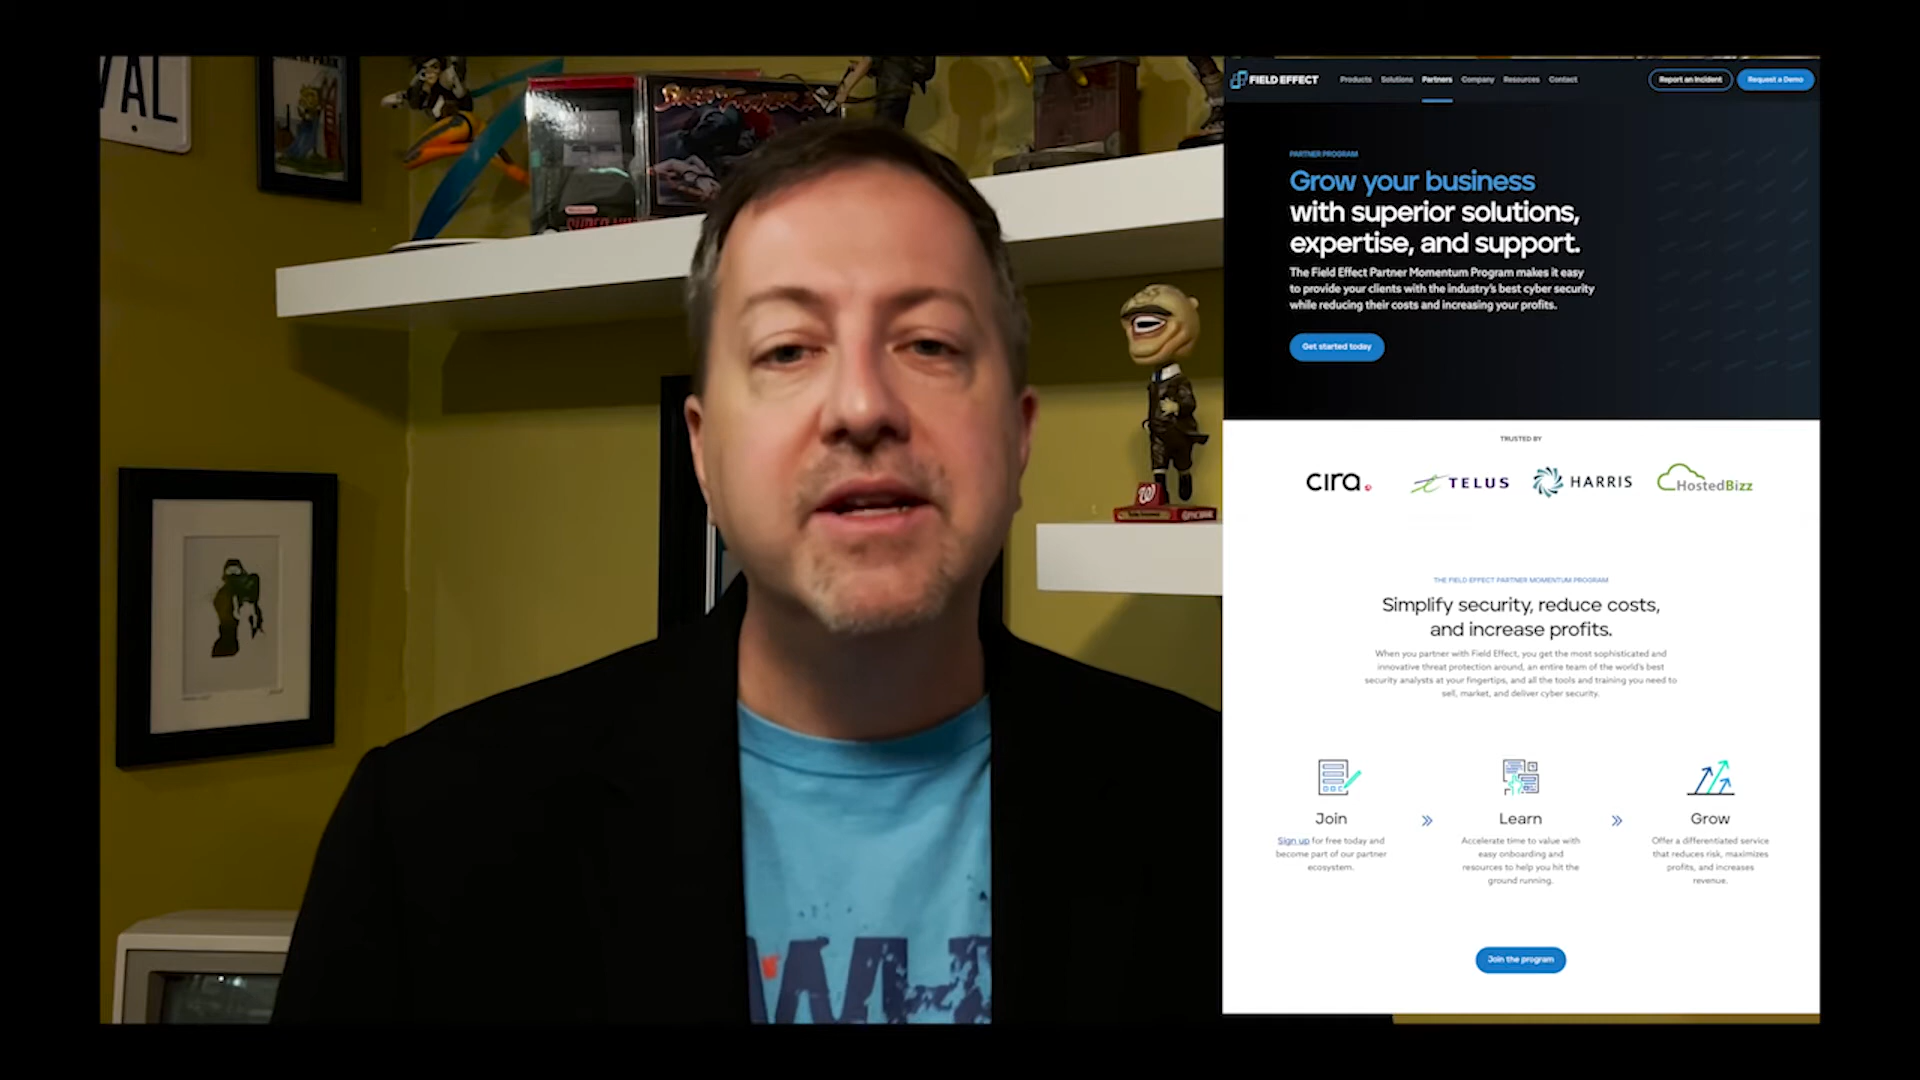 VAL
FIELD EFFECT
Products Solutions Partners Company Resources Contact
Report an Incident
Request a Demo
PARTNER PROGRAM
Grow your business
with superior solutions,
expertise, and support.
The Field Effect Partner Momentum Program makes it easy
to provide your clients with the industry's best cyber security
while reducing their costs and increasing your profits.
Get started today
TRUSTED BY
cira
TELUS
HARRIS
HostedBizz
THE FIELD EFFECT PARTNER MOMENTUM PROGRAM
Simplify security, reduce costs,
and increase profits.
When you partner with Field Effect, you get the most sophisticated and
innovative threat protection around, an entire team of the world's best
security analysts at your fingertips, and all the tools and training you need to
sell, market, and deliver cyber security.
Join
Sign up for free today and
become part of our partner
ecosystem.
Learn
Accelerate time to value with
easy onboarding and
resources to help you hit the
ground running.
Grow
Offer a differentiated service
that reduces risk, maximizes
profits, and increases
revenue.
Join the program